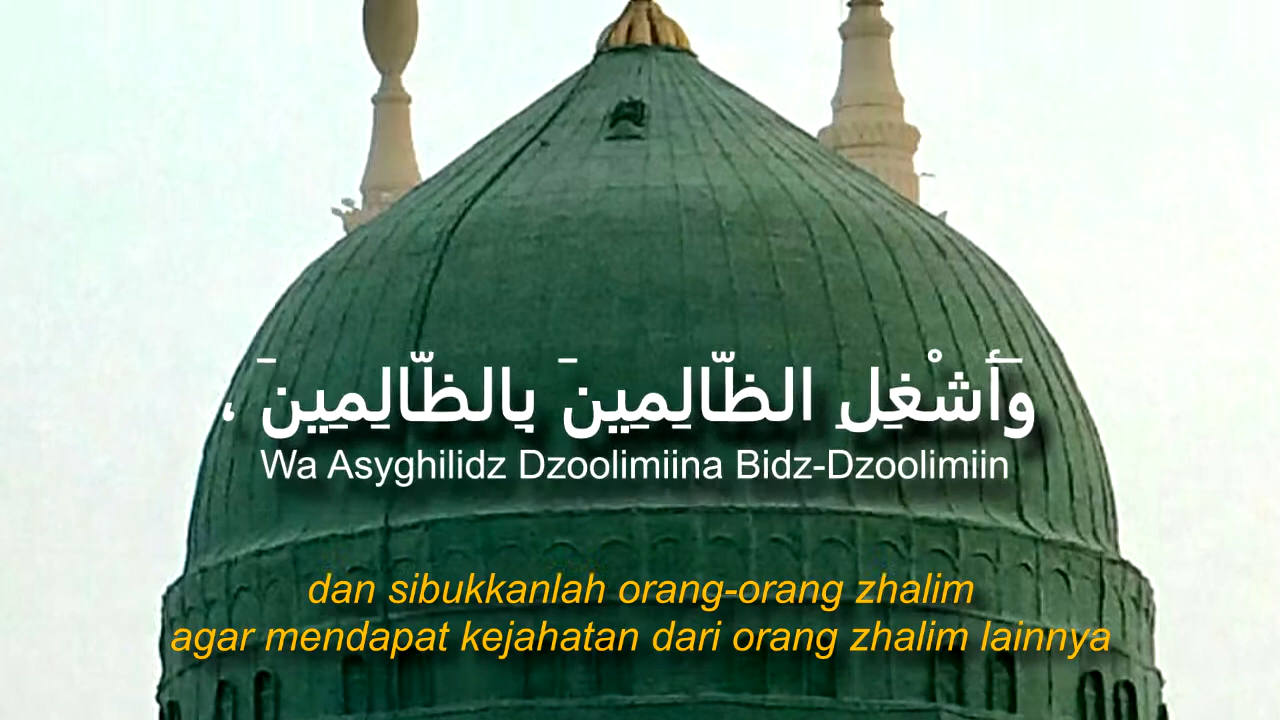 وَأَشْغِلِ الظَّالِمِينَ بِالظَّالِمِينَ ،
Wa Asyghilidz Dzoolimiina Bidz-Dzoolimiin
dan sibukkanlah orang-orang zhalim
agar mendapat kejahatan dari orang zhalim lainnya